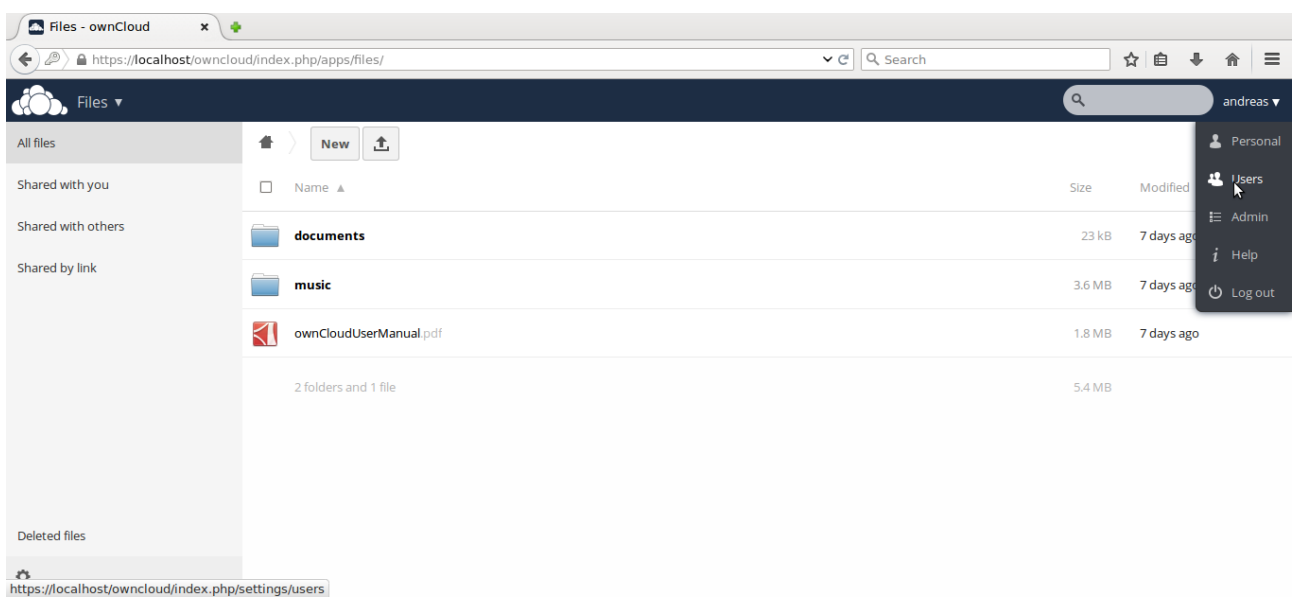 Files - ownCloud
https://localhost/owncloud/index.php/apps/files/
Search
Files ▼
andreas ▼
All files
Shared with you
Shared with others
Shared by link
Deleted files
New
Name ▲ Size Modified
documents 23 kB 7 days ago
music 3.6 MB 7 days ago
ownCloudUserManual.pdf 1.8 MB 7 days ago
2 folders and 1 file 5.4 MB
Personal
Users
Admin
Help
Log out
https://localhost/owncloud/index.php/settings/users